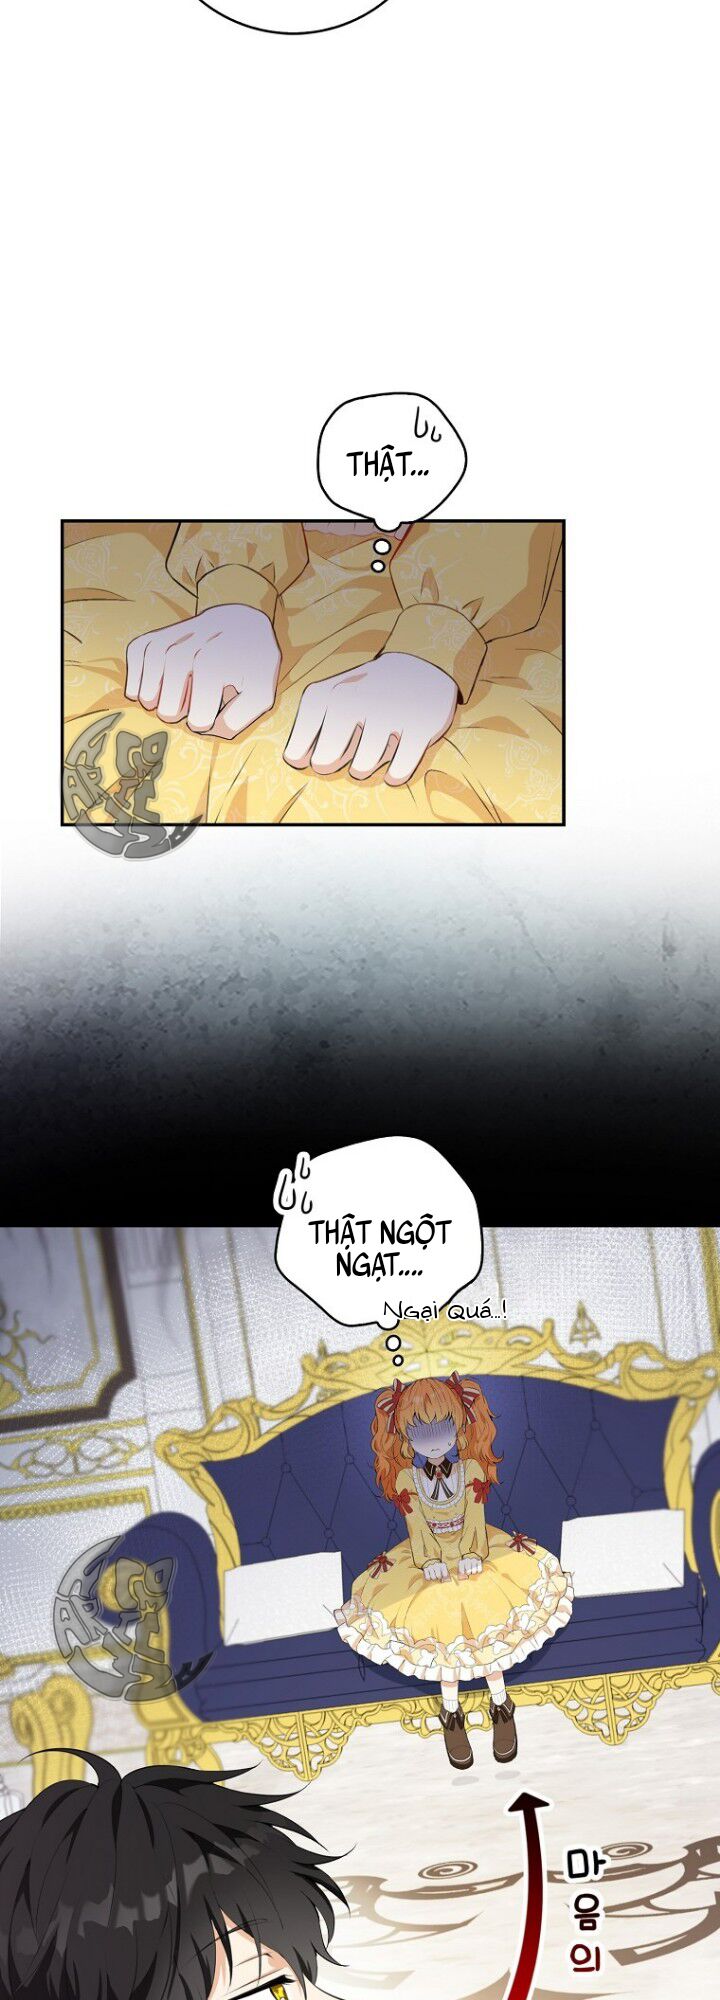 THẬT...
THẬT NGỘT
NGẠT....
Ngại Quá...!
마
음
의